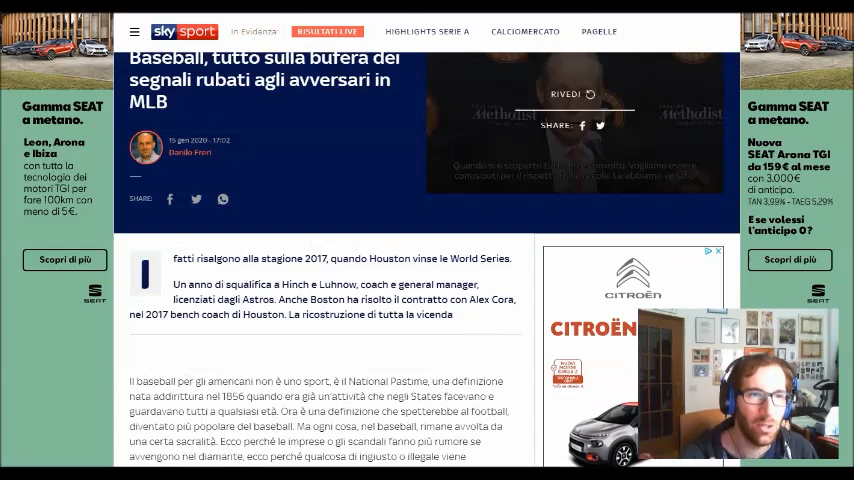 sky sport
In Evidenza:
RISULTATI LIVE
HIGHLIGHTS SERIE A
CALCIOMERCATO
PAGELLE
Baseball, tutto sulla bufera dei
segnali rubati agli avversari in
MLB
15 gen 2020 - 17:02
Danilo Freri
SHARE:
RIVEDI
SHARE:
Methodist
Methodist
I fatti risalgono alla stagione 2017, quando Houston vinse le World Series.
Un anno di squalifica a Hinch e Luhnow, coach e general manager,
licenziati dagli Astros. Anche Boston ha risolto il contratto con Alex Cora,
nel 2017 bench coach di Houston. La ricostruzione di tutta la vicenda
Il baseball per gli americani non è uno sport, è il National Pastime, una definizione
nata addirittura nel 1856 quando era già un'attività che negli States facevano e
guardavano tutti a qualsiasi età. Ora è una definizione che spetterebbe al football,
diventato più popolare del baseball. Ma ogni cosa, nel baseball, rimane avvolta da
una certa sacralità. Ecco perché le imprese o gli scandali fanno più rumore se
avvengono nel diamante, ecco perché qualcosa di ingiusto o illegale viene
Gamma SEAT
a metano.
Leon, Arona
e Ibiza
con tutta la
tecnologia dei
motori TGI per
fare 100km con
meno di 5€.
Scopri di più
SEAT
Gamma SEAT
a metano.
Nuova
SEAT Arona TGI
da 159€ al mese
con 3.000€
di anticipo.
TAN 3,99% - TAEG 5,29%
E se volessi
l'anticipo 0?
Scopri di più
SEAT
CITROËN
CITROËN